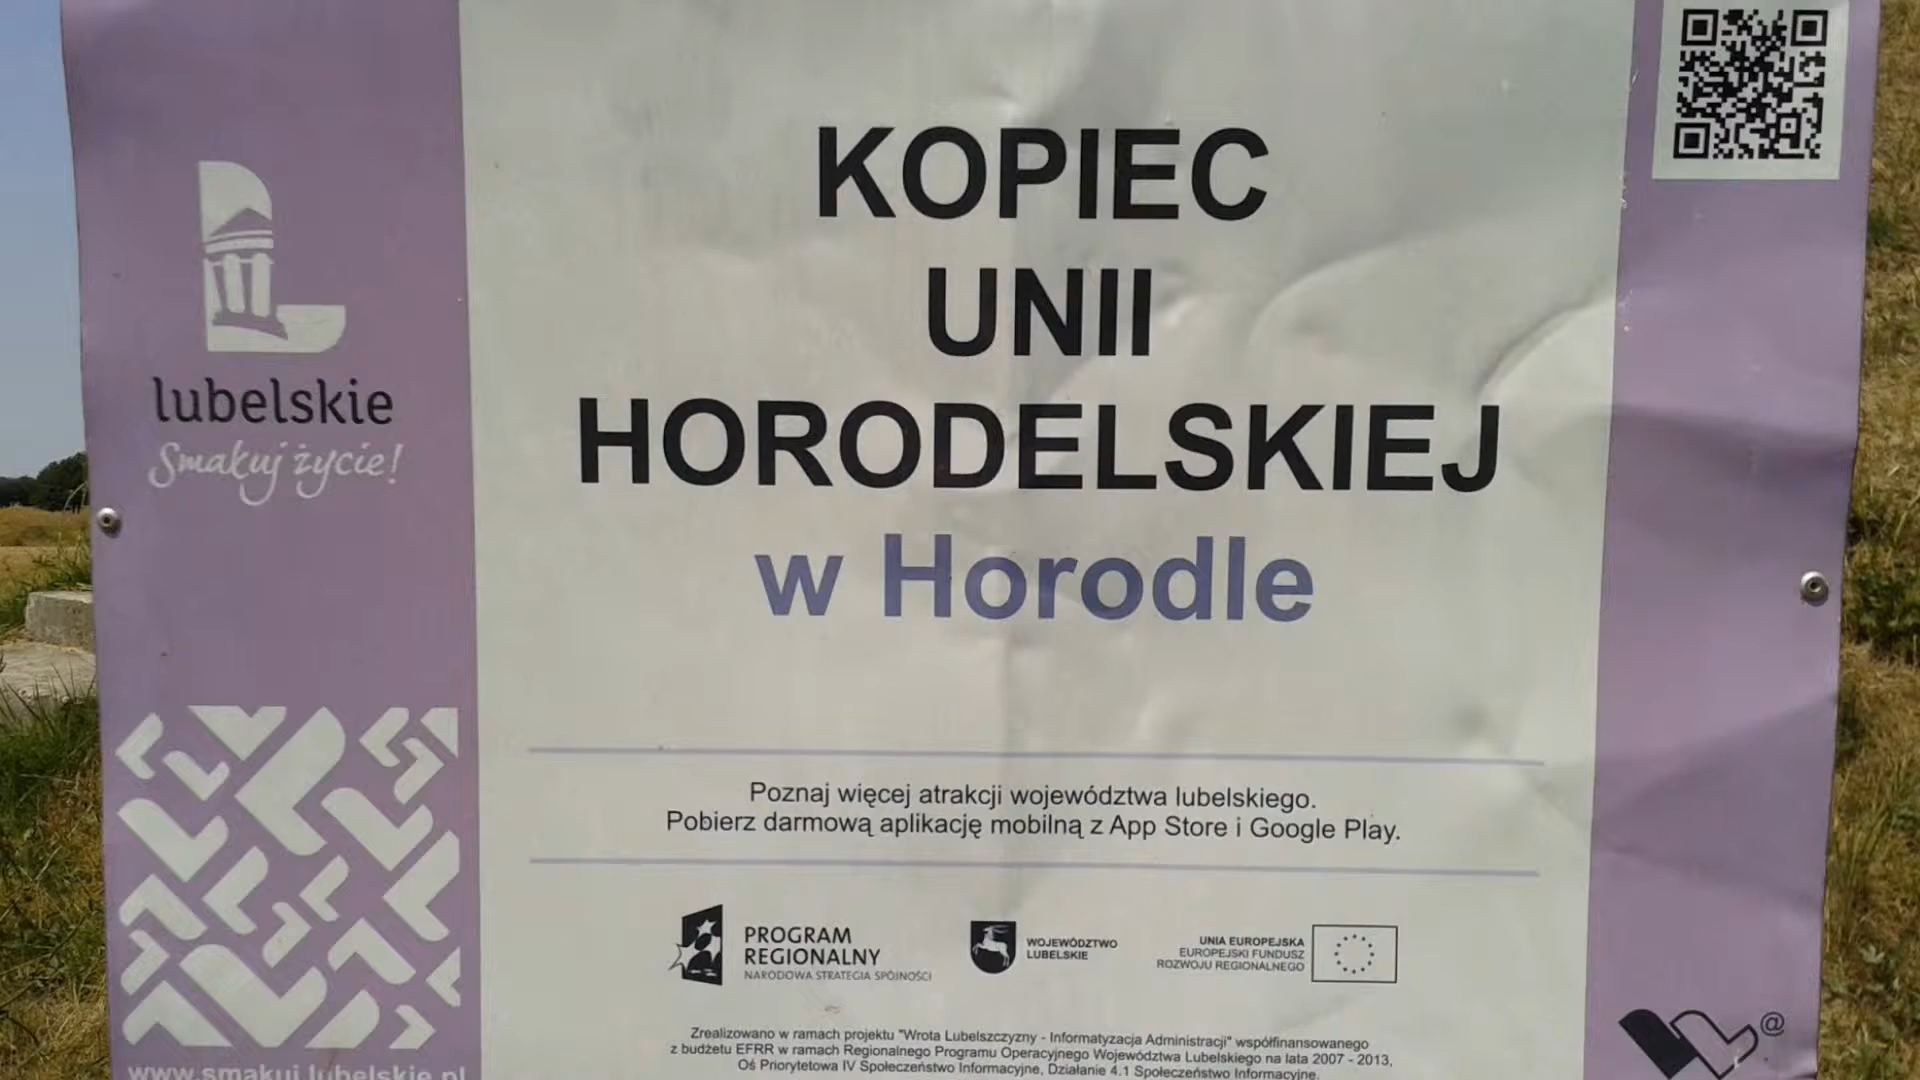 lubelskie
Smakuj życie!
www.smakuj.lubelskie.pl
KOPIEC
UNII
HORODELSKIEJ
w Horodle
Poznaj więcej atrakcji województwa lubelskiego.
Pobierz darmową aplikację mobilną z App Store i Google Play.
PROGRAM
REGIONALNY
NARODOWA STRATEGIA SPÓJNOŚCI
WOJEWÓDZTWO
LUBELSKIE
UNIA EUROPEJSKA
EUROPEJSKI FUNDUSZ
ROZWOJU REGIONALNEGO
Zrealizowano w ramach projektu "Wrota Lubelszczyzny - Informatyzacja Administracji" współfinansowanego
z budżetu EFRR w ramach Regionalnego Programu Operacyjnego Województwa Lubelskiego na lata 2007 - 2013,
Oś Priorytetowa IV Społeczeństwo Informacyjne, Działanie 4.1 Społeczeństwo Informacyjne.
@